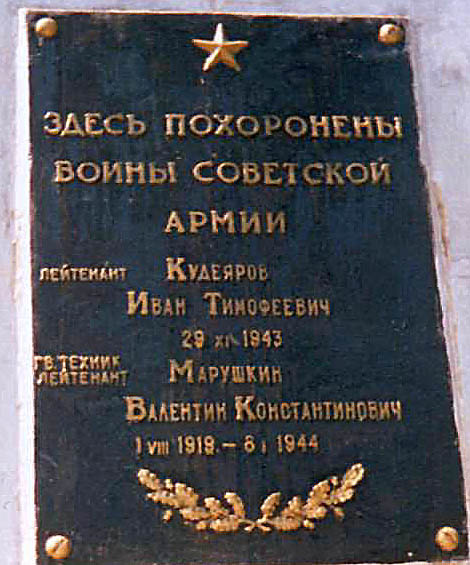 ЗДЕСЬ ПОХОРОНЕНЫ
ВОИНЫ СОВЕТСКОЙ
АРМИИ
ЛЕЙТЕНАНТ КУДЕЯРОВ
ИВАН ТИМОФЕЕВИЧ
29 XI 1943
ГВ. ТЕХНИК
ЛЕЙТЕНАНТ МАРУШКИН
ВАЛЕНТИН КОНСТАНТИНОВИЧ
1 VIII 1919. — 6 I 1944